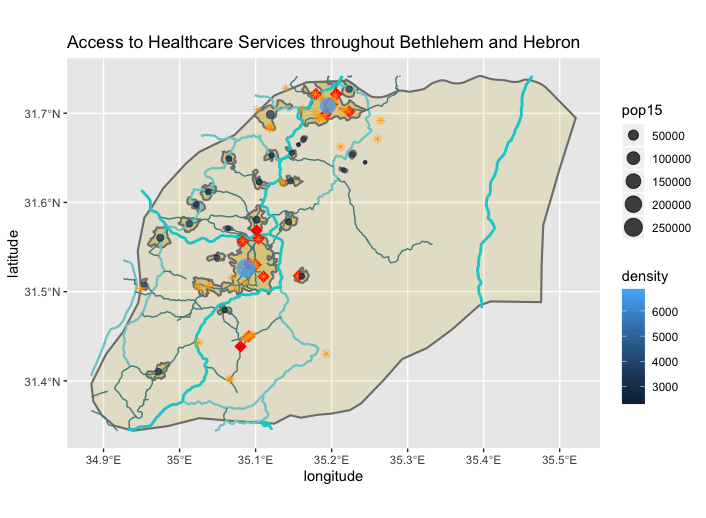 Access to Healthcare Services throughout Bethlehem and Hebron
31.7°N
31.6°N
31.5°N
31.4°N
latitude
34.9°E
35°E
35.1°E
35.2°E
35.3°E
35.4°E
35.5°E
longitude
pop15
50000
100000
150000
200000
250000
density
6000
5000
4000
3000